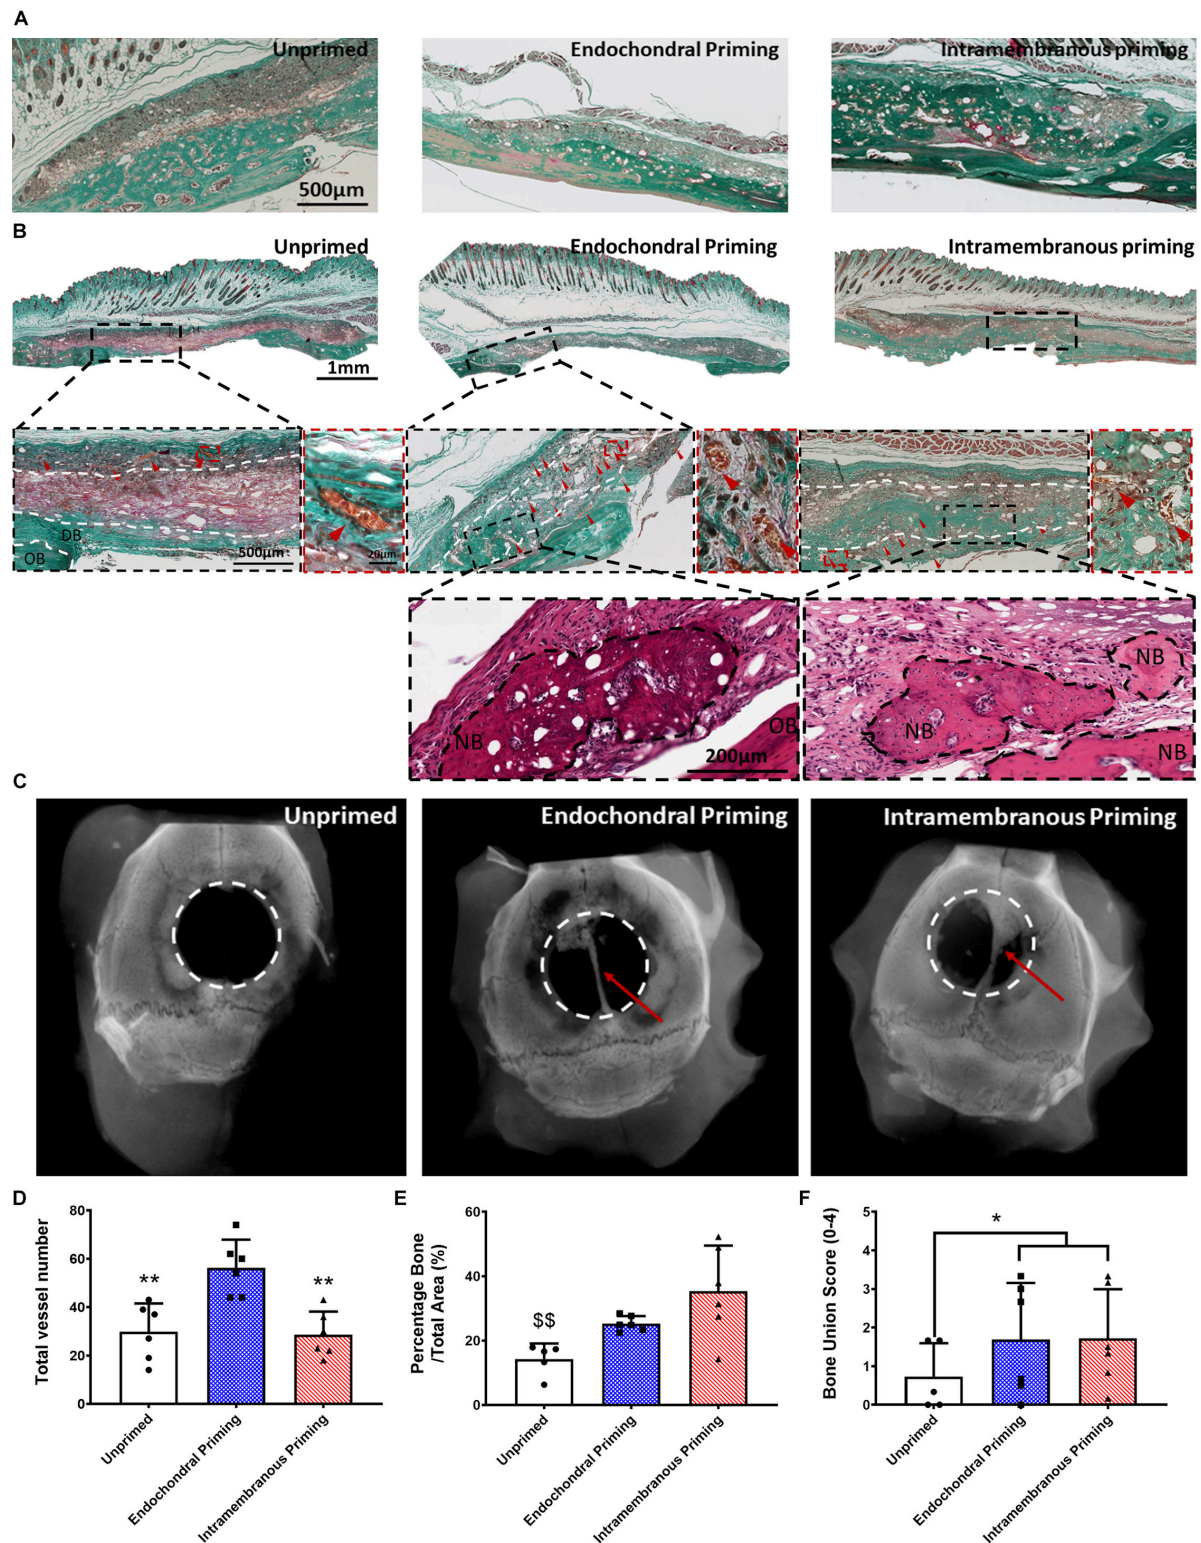 A
Unprimed
Endochondral Priming
Intramembranous priming
500µm
B
Unprimed
Endochondral Priming
Intramembranous priming
1mm
DB
OB
500µm
20µm
NB
OB
200µm
NB
NB
NB
C
Unprimed
Endochondral Priming
Intramembranous Priming
D
Total vessel number
80
60
40
20
0
**
**
Unprimed
Endochondral Priming
Intramembranous Priming
E
Percentage Bone
/Total Area (%)
60
40
20
0
$$
Unprimed
Endochondral Priming
Intramembranous Priming
F
Bone Union Score (0-4)
5
4
3
2
1
0
*
Unprimed
Endochondral Priming
Intramembranous Priming